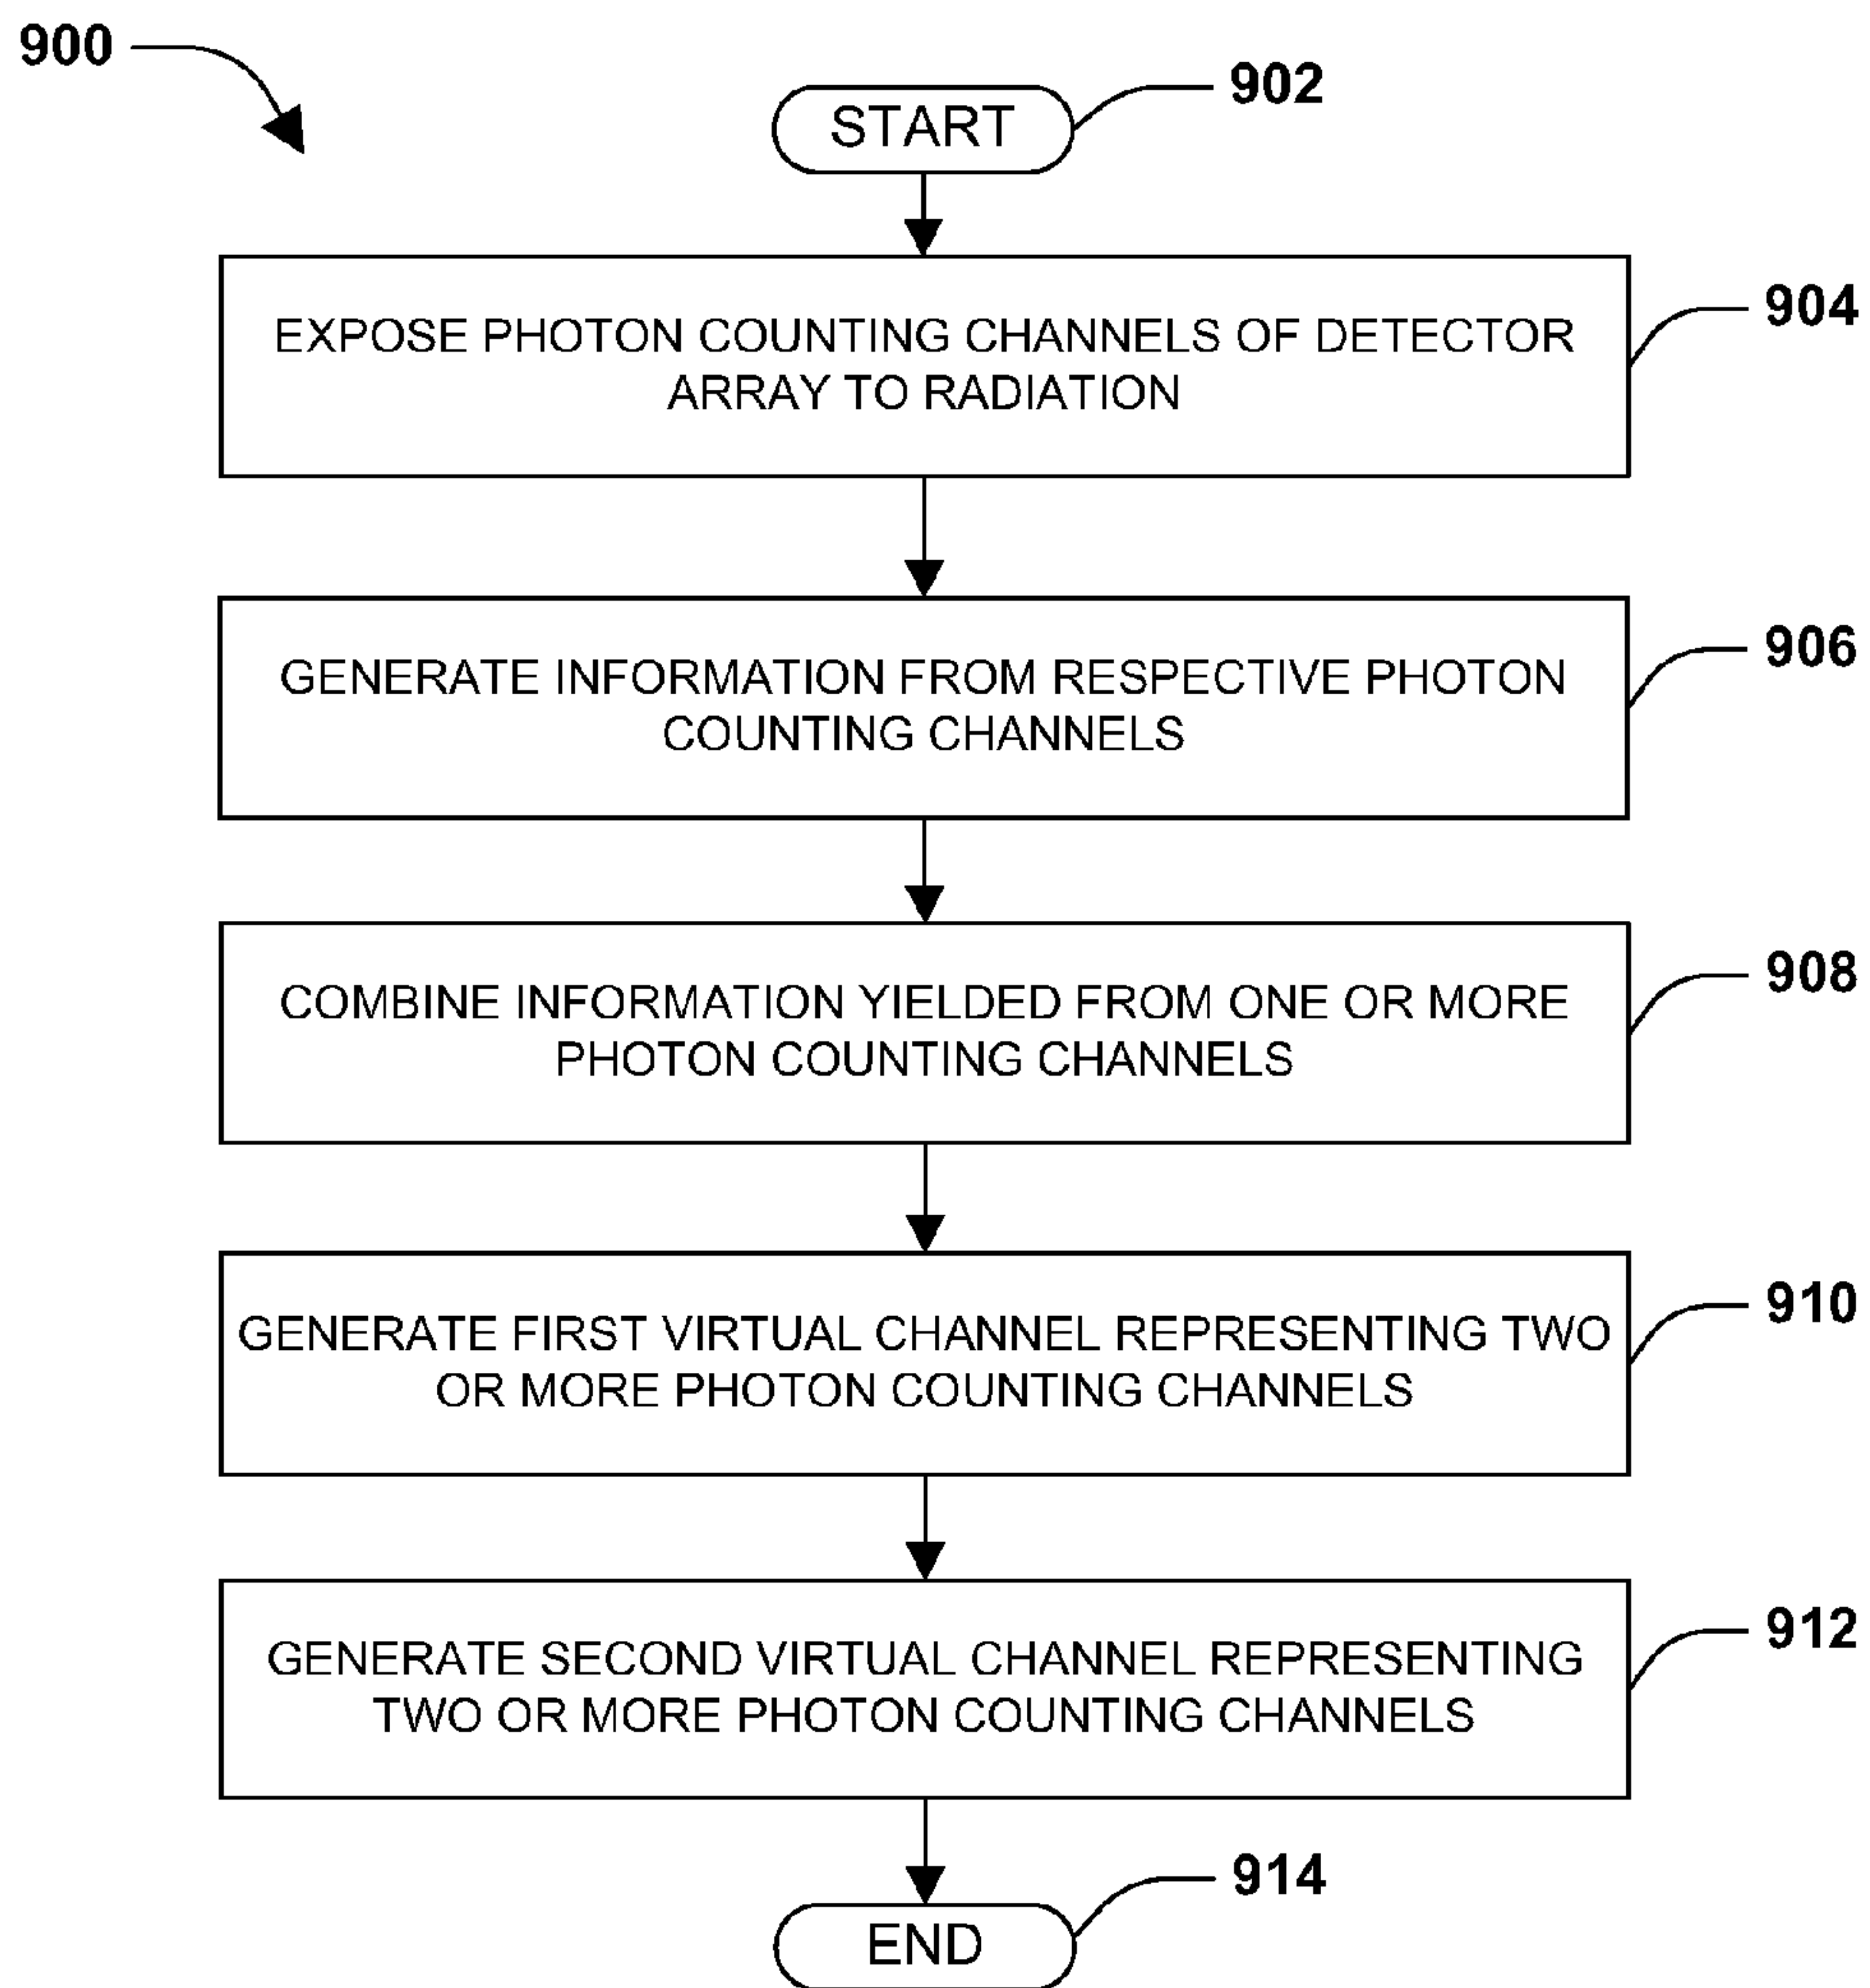 900
START
902
EXPOSE PHOTON COUNTING CHANNELS OF DETECTOR
ARRAY TO RADIATION
904
GENERATE INFORMATION FROM RESPECTIVE PHOTON
COUNTING CHANNELS
906
COMBINE INFORMATION YIELDED FROM ONE OR MORE
PHOTON COUNTING CHANNELS
908
GENERATE FIRST VIRTUAL CHANNEL REPRESENTING TWO
OR MORE PHOTON COUNTING CHANNELS
910
GENERATE SECOND VIRTUAL CHANNEL REPRESENTING
TWO OR MORE PHOTON COUNTING CHANNELS
912
END
914